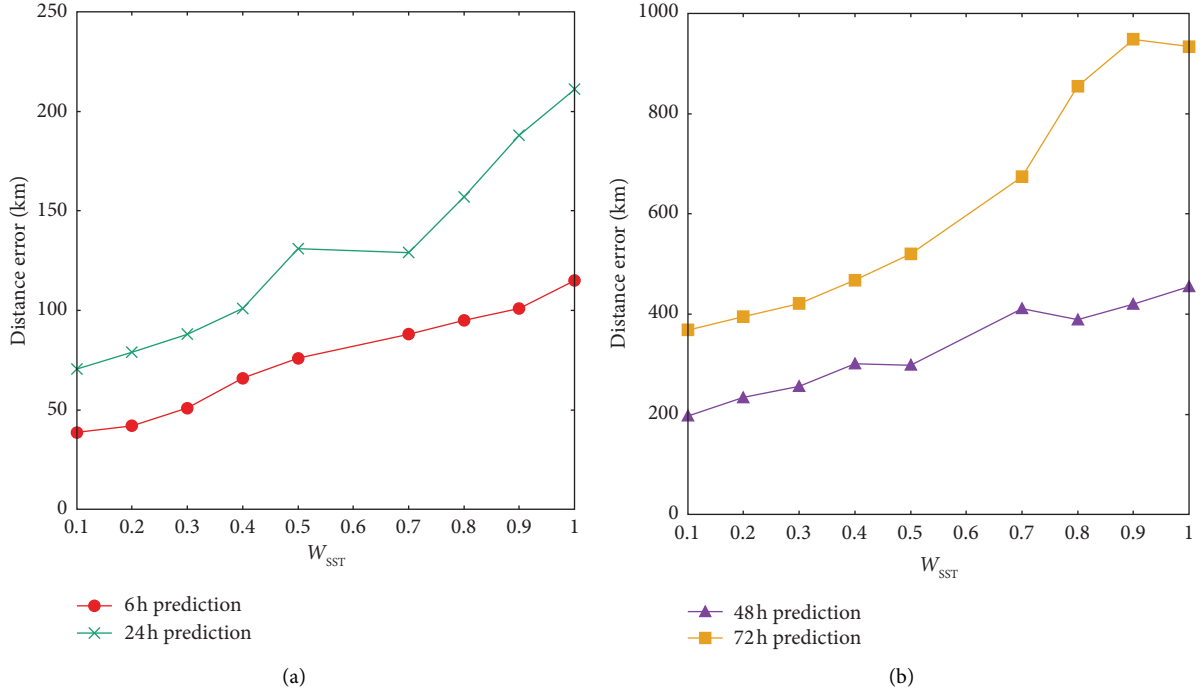 250
200
150
100
50
0
Distance error (km)
0.1 0.2 0.3 0.4 0.5 0.6 0.7 0.8 0.9 1
W_SST
6 h prediction
24 h prediction
(a)
1000
800
600
400
200
0
Distance error (km)
0.1 0.2 0.3 0.4 0.5 0.6 0.7 0.8 0.9 1
W_SST
48 h prediction
72 h prediction
(b)